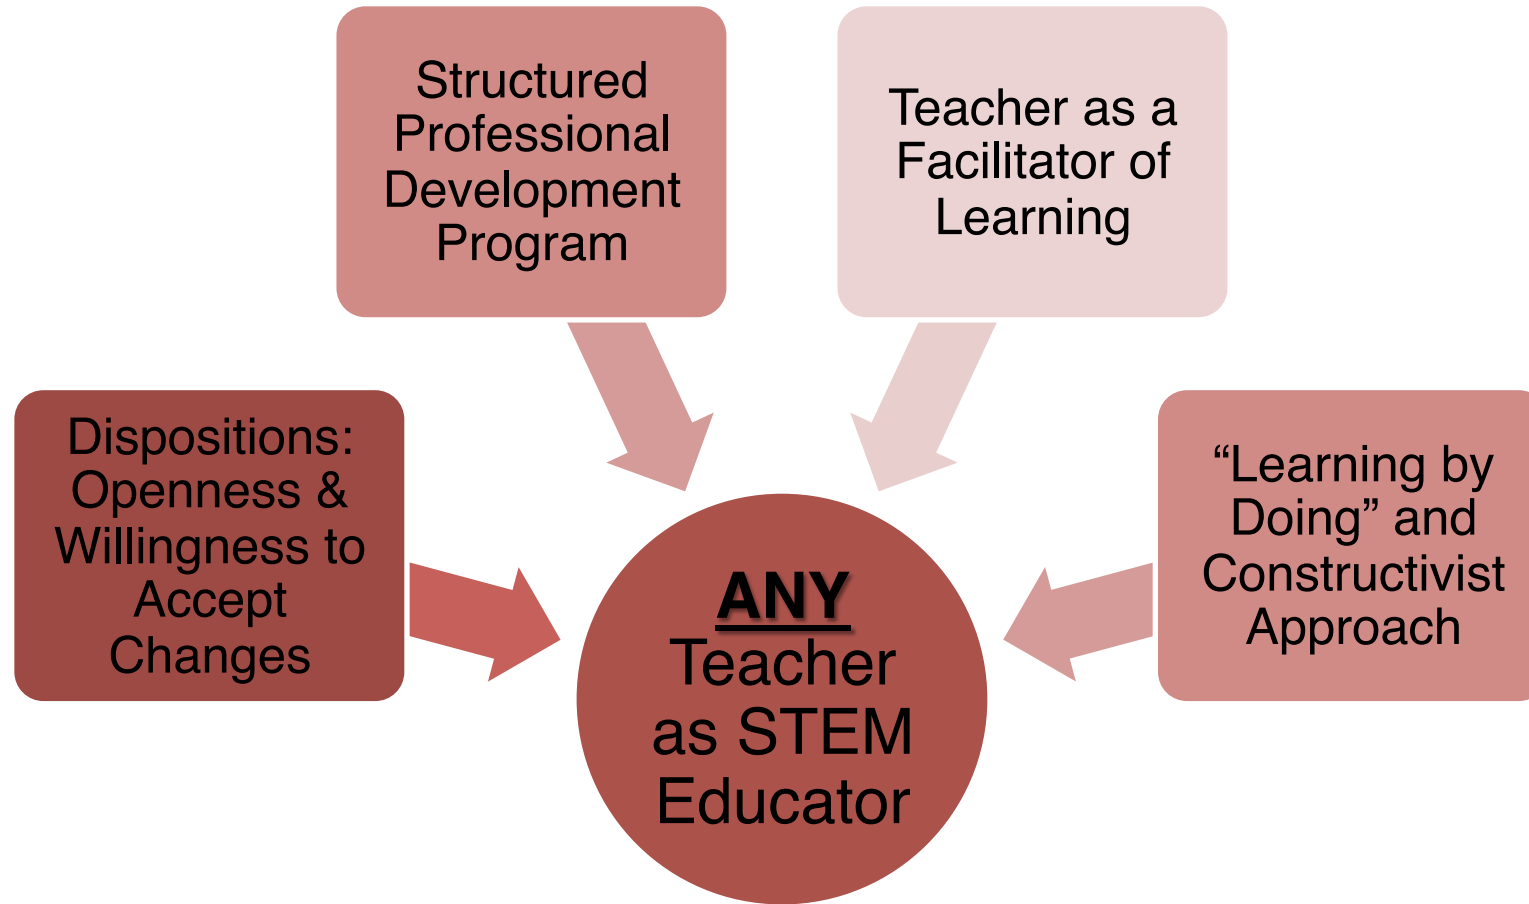 Structured
Professional
Development
Program
Teacher as a
Facilitator of
Learning
Dispositions:
Openness &
Willingness to
Accept
Changes
“Learning by
Doing” and
Constructivist
Approach
ANY
Teacher
as STEM
Educator